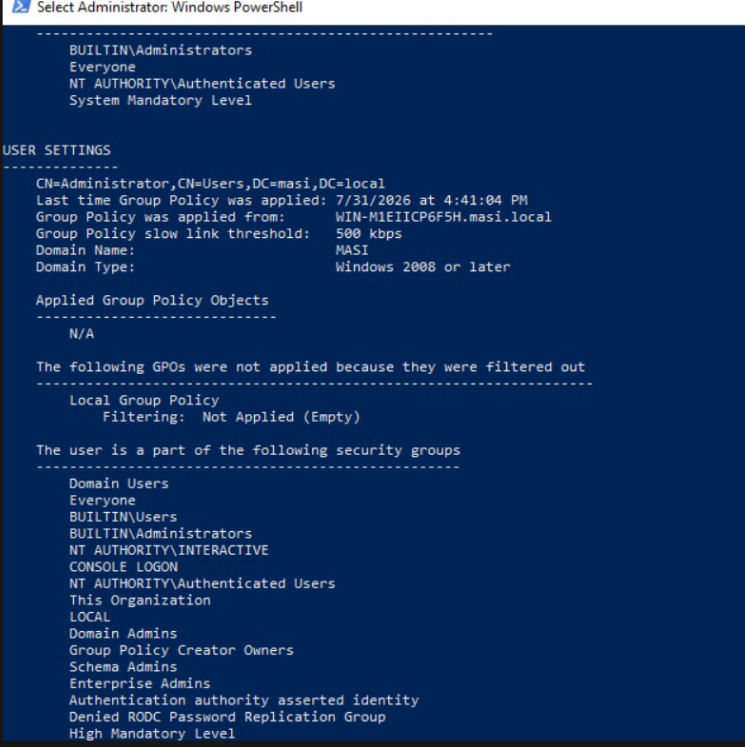 Select Administrator: Windows PowerShell
-------------------------------------------------------
BUILTIN\Administrators
Everyone
NT AUTHORITY\Authenticated Users
System Mandatory Level
USER SETTINGS
--------------
CN=Administrator,CN=Users,DC=masi,DC=local
Last time Group Policy was applied: 7/31/2026 at 4:41:04 PM
Group Policy was applied from:      WIN-M1EIICP6F5H.masi.local
Group Policy slow link threshold:   500 kbps
Domain Name:                        MASI
Domain Type:                        Windows 2008 or later
Applied Group Policy Objects
-----------------------------
N/A
The following GPOs were not applied because they were filtered out
-------------------------------------------------------------------
Local Group Policy
Filtering:  Not Applied (Empty)
The user is a part of the following security groups
---------------------------------------------------
Domain Users
Everyone
BUILTIN\Users
BUILTIN\Administrators
NT AUTHORITY\INTERACTIVE
CONSOLE LOGON
NT AUTHORITY\Authenticated Users
This Organization
LOCAL
Domain Admins
Group Policy Creator Owners
Schema Admins
Enterprise Admins
Authentication authority asserted identity
Denied RODC Password Replication Group
High Mandatory Level